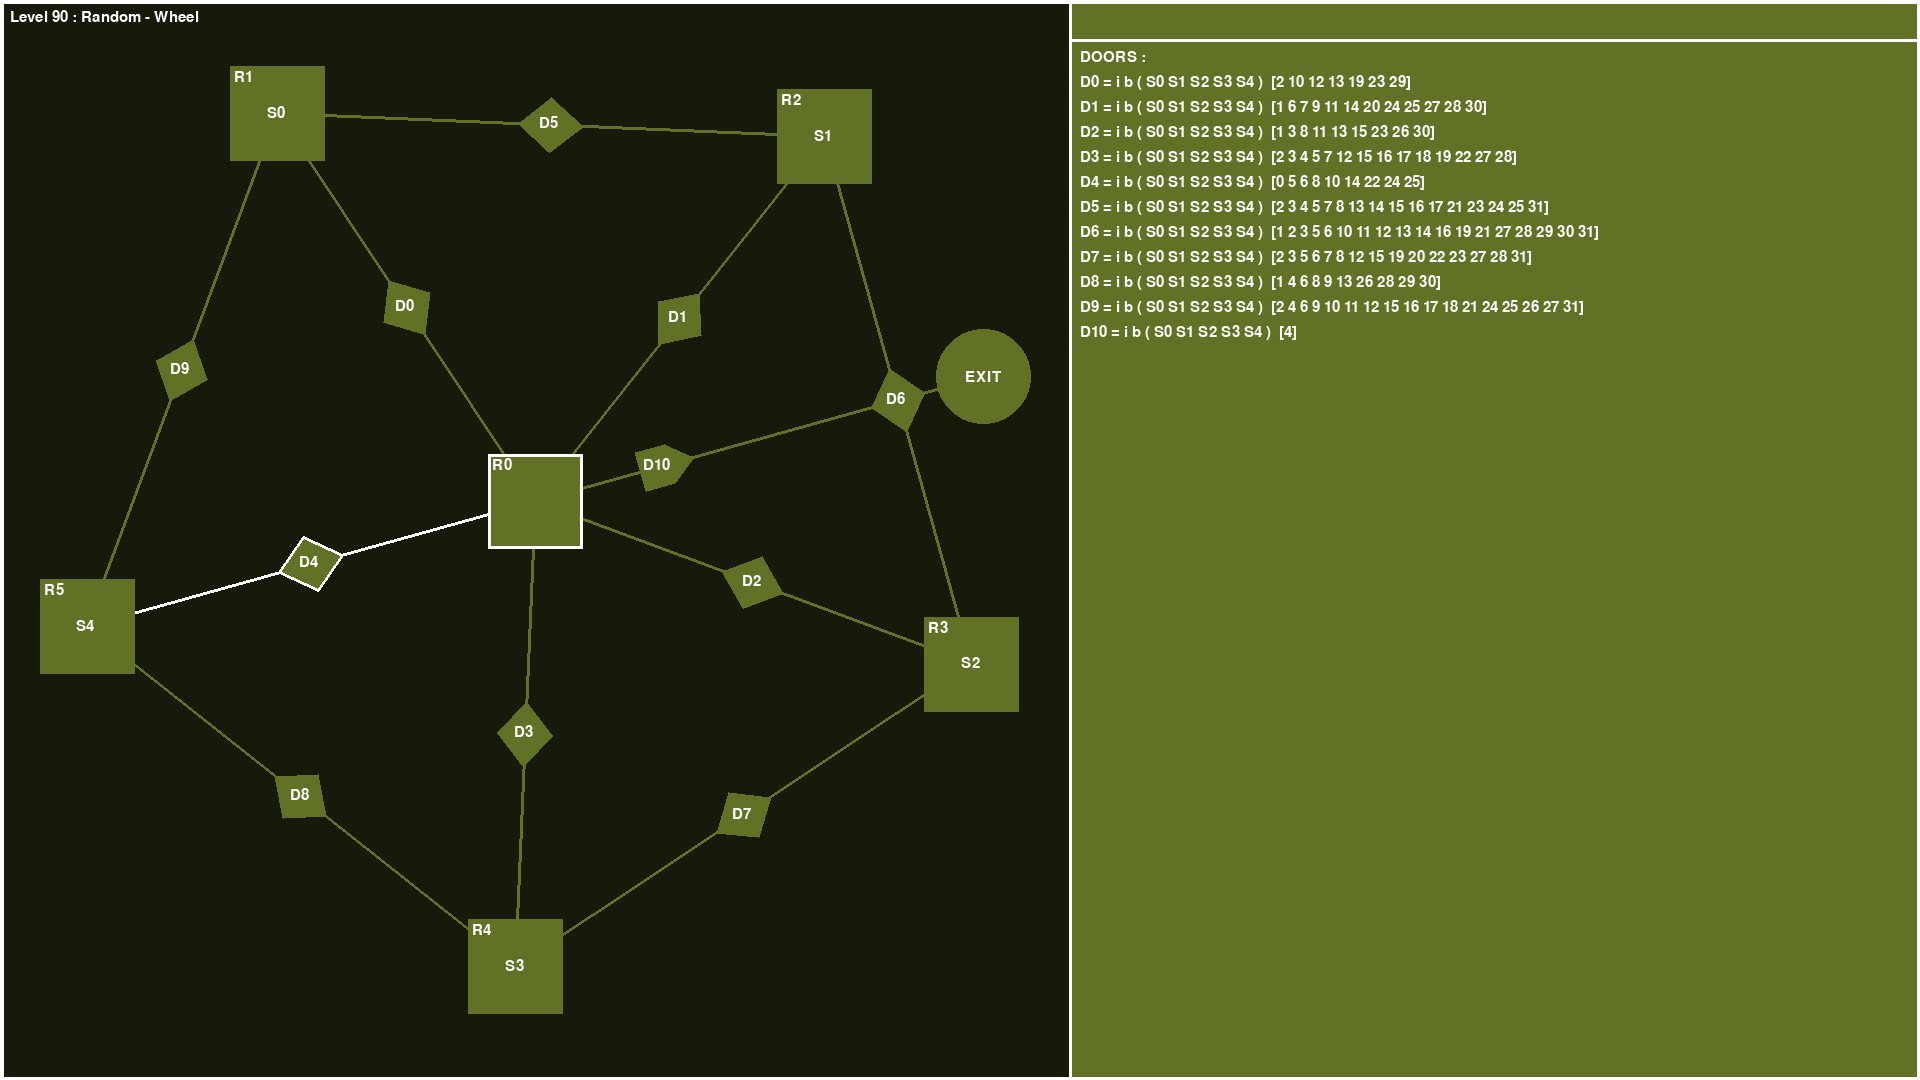 Level 90 : Random - Wheel
R1
S0
D5
R2
S1
D0
D1
D9
D6
EXIT
R0
D10
D4
D2
R5
S4
R3
S2
D3
D8
D7
R4
S3
DOORS :
D0 = i b ( S0 S1 S2 S3 S4 ) [2 10 12 13 19 23 29]
D1 = i b ( S0 S1 S2 S3 S4 ) [1 6 7 9 11 14 20 24 25 27 28 30]
D2 = i b ( S0 S1 S2 S3 S4 ) [1 3 8 11 13 15 23 26 30]
D3 = i b ( S0 S1 S2 S3 S4 ) [2 3 4 5 7 12 15 16 17 18 19 22 27 28]
D4 = i b ( S0 S1 S2 S3 S4 ) [0 5 6 8 10 14 22 24 25]
D5 = i b ( S0 S1 S2 S3 S4 ) [2 3 4 5 7 8 13 14 15 16 17 21 23 24 25 31]
D6 = i b ( S0 S1 S2 S3 S4 ) [1 2 3 5 6 10 11 12 13 14 16 19 21 27 28 29 30 31]
D7 = i b ( S0 S1 S2 S3 S4 ) [2 3 5 6 7 8 12 15 19 20 22 23 27 28 31]
D8 = i b ( S0 S1 S2 S3 S4 ) [1 4 6 8 9 13 26 28 29 30]
D9 = i b ( S0 S1 S2 S3 S4 ) [2 4 6 9 10 11 12 15 16 17 18 21 24 25 26 27 31]
D10 = i b ( S0 S1 S2 S3 S4 ) [4]